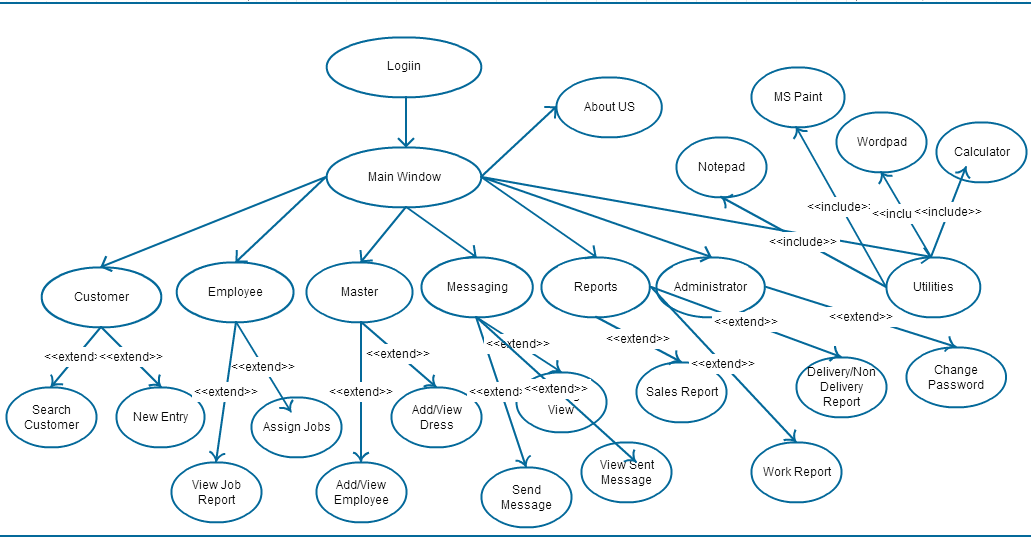 Logiin
About US
MS Paint
Wordpad
Calculator
Notepad
Main Window
<<include>>
<<inclu
<<include>>
<<include>>
Customer
Employee
Master
Messaging
Reports
Administrator
Utilities
<<extend>>
<<extend>>
<<extend>>
<<extend>>
<<extend>>
<<extend>>
<<extend>>
<<extend>>
<<extend>>
<<extend>>
<<extend>>
<<extend>>
<<extend>>
<<extend>>
Search
Customer
New Entry
Assign Jobs
Add/View
Dress
View
Sales Report
Delivery/Non
Delivery
Report
Change
Password
View Job
Report
Add/View
Employee
Send
Message
View Sent
Message
Work Report